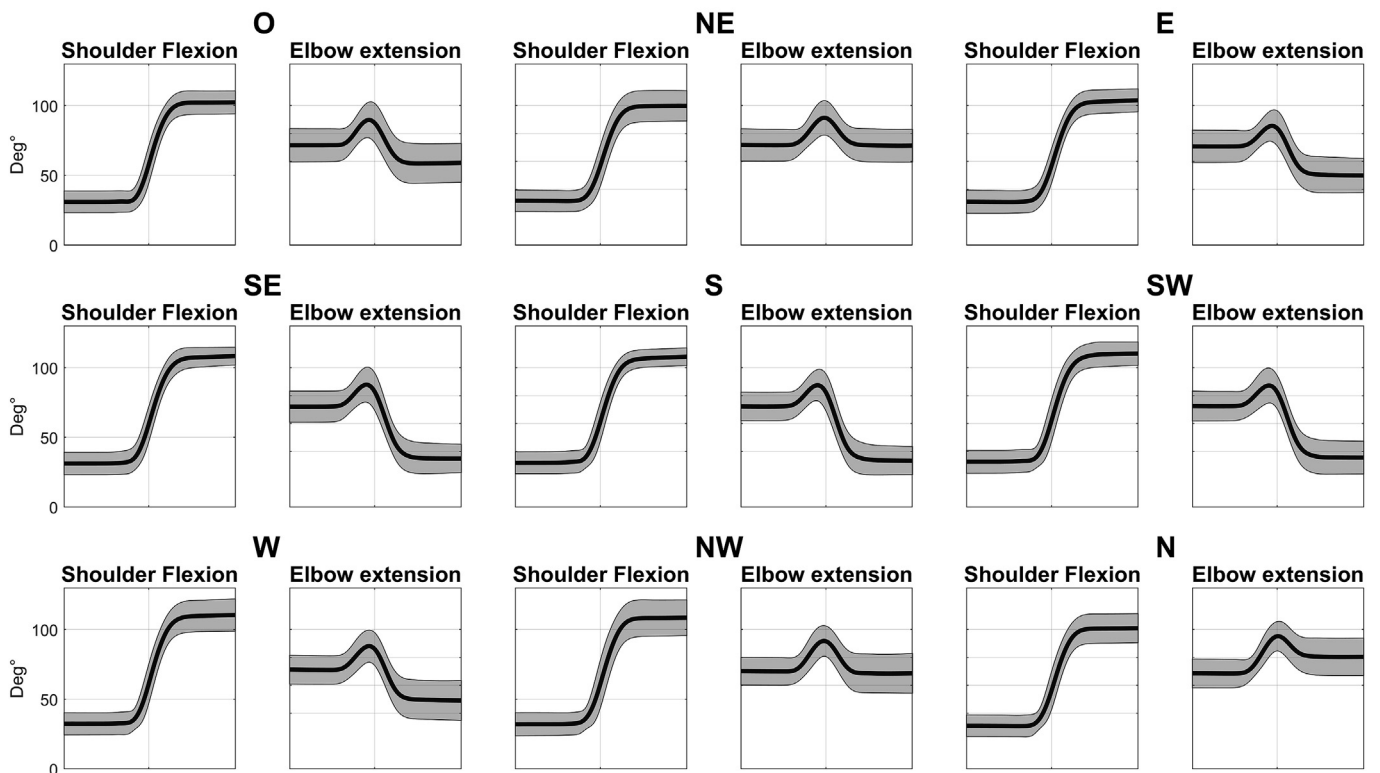 O NE E
Shoulder Flexion Elbow extension Shoulder Flexion Elbow extension Shoulder Flexion Elbow extension
100
50
0
Deg°
SE S SW
Shoulder Flexion Elbow extension Shoulder Flexion Elbow extension Shoulder Flexion Elbow extension
100
50
0
Deg°
W NW N
Shoulder Flexion Elbow extension Shoulder Flexion Elbow extension Shoulder Flexion Elbow extension
100
50
0
Deg°